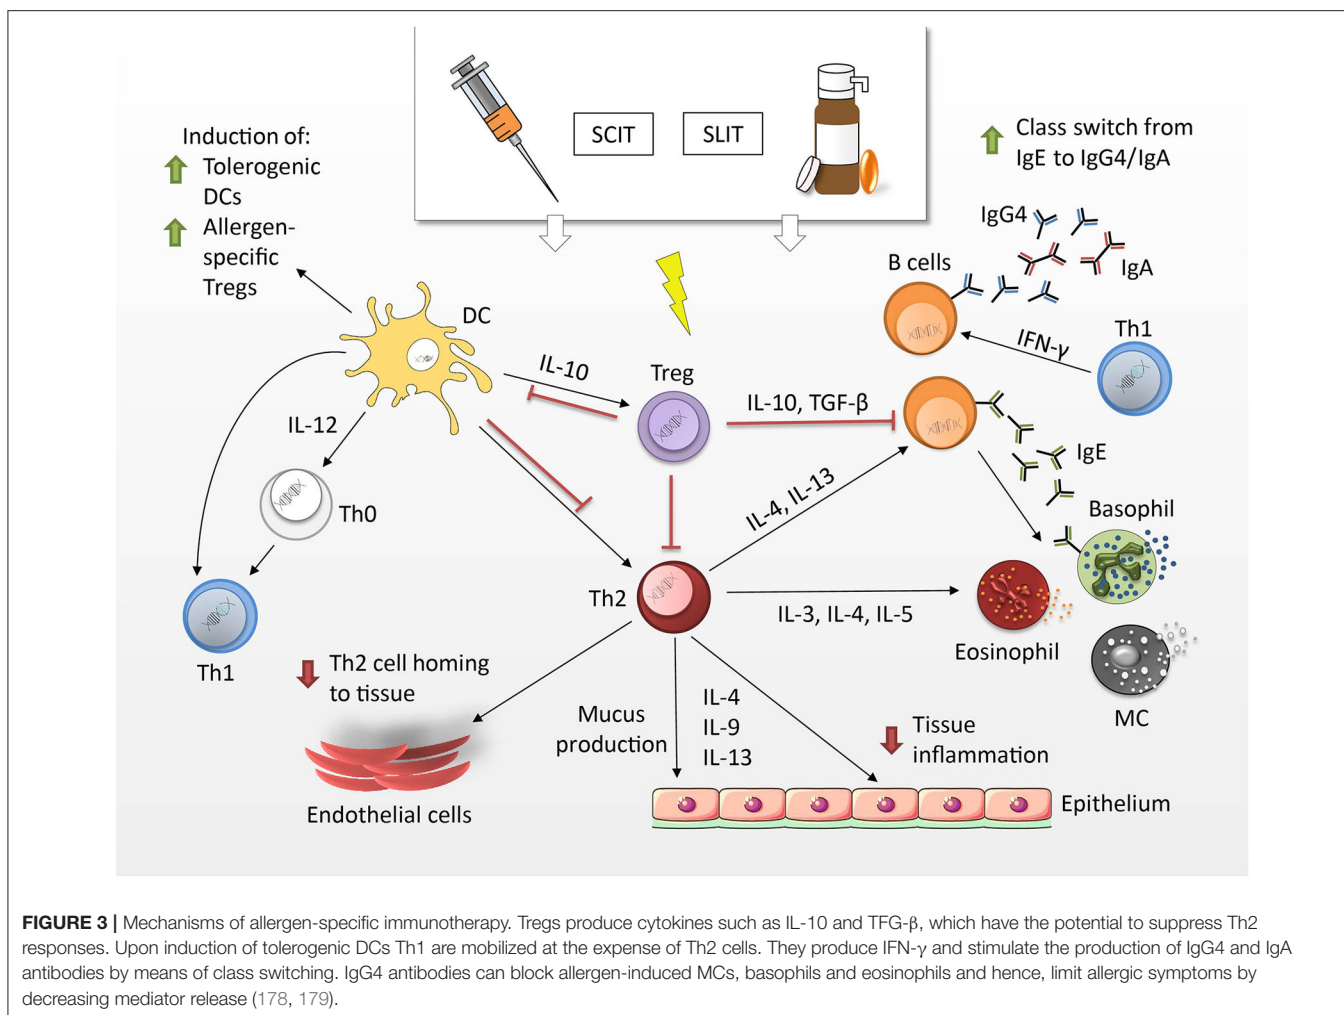 SCIT
SLIT
Induction of:
Tolerogenic
DCs
Allergen-
specific
Tregs
Class switch from
IgE to IgG4/IgA
IgG4
IgA
B cells
Th1
IFN-γ
DC
IL-10
Treg
IL-10, TGF-β
IL-12
Th0
IL-4, IL-13
IgE
Basophil
Th2
IL-3, IL-4, IL-5
Eosinophil
Th1
MC
Th2 cell homing
to tissue
Mucus
production
IL-4
IL-9
IL-13
Tissue
inflammation
Endothelial cells
Epithelium
FIGURE 3 | Mechanisms of allergen-specific immunotherapy. Tregs produce cytokines such as IL-10 and TFG-β, which have the potential to suppress Th2
responses. Upon induction of tolerogenic DCs Th1 are mobilized at the expense of Th2 cells. They produce IFN-γ and stimulate the production of IgG4 and IgA
antibodies by means of class switching. IgG4 antibodies can block allergen-induced MCs, basophils and eosinophils and hence, limit allergic symptoms by
decreasing mediator release (178, 179).